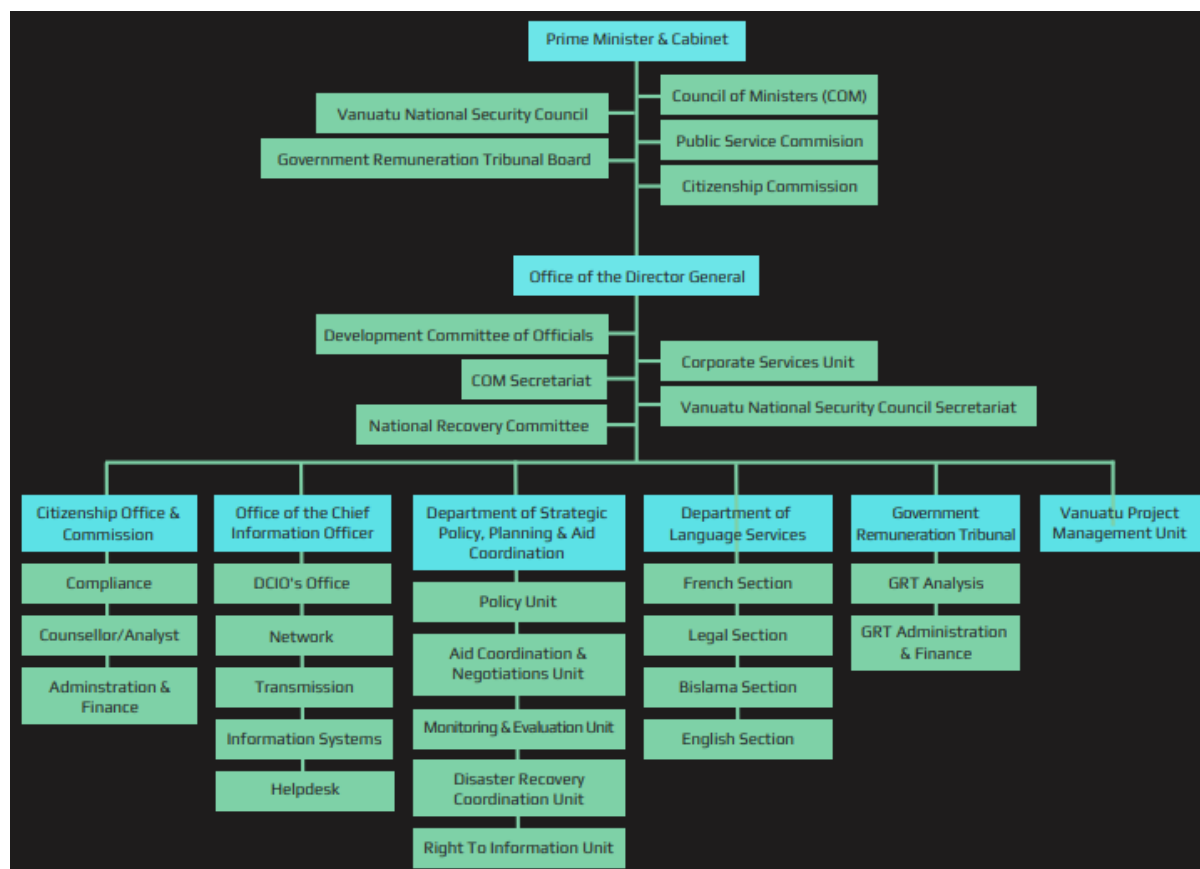 Prime Minister & Cabinet
Council of Ministers (COM)
Vanuatu National Security Council
Public Service Commision
Government Remuneration Tribunal Board
Citizenship Commission
Office of the Director General
Development Committee of Officials
Corporate Services Unit
COM Secretariat
Vanuatu National Security Council Secretariat
National Recovery Committee
Citizenship Office &
Commission
Compliance
Counsellor/Analyst
Adminstration &
Finance
Office of the Chief
Information Officer
DCIO's Office
Network
Transmission
Information Systems
Helpdesk
Department of Strategic
Policy, Planning & Aid
Coordination
Policy Unit
Aid Coordination &
Negotiations Unit
Monitoring & Evaluation Unit
Disaster Recovery
Coordination Unit
Right To Information Unit
Department of
Language Services
French Section
Legal Section
Bislama Section
English Section
Government
Remuneration Tribunal
GRT Analysis
GRT Administration
& Finance
Vanuatu Project
Management Unit